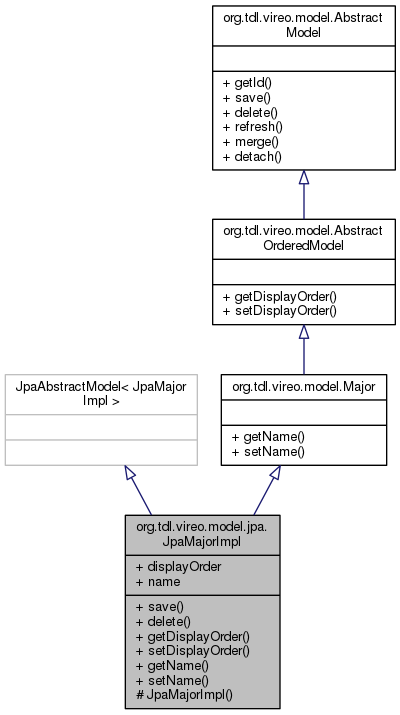 org.tdl.vireo.model.Abstract
Model
+ getId()
+ save()
+ delete()
+ refresh()
+ merge()
+ detach()
org.tdl.vireo.model.Abstract
OrderedModel
+ getDisplayOrder()
+ setDisplayOrder()
JpaAbstractModel< JpaMajor
Impl >
org.tdl.vireo.model.Major
+ getName()
+ setName()
org.tdl.vireo.model.jpa.
JpaMajorImpl
+ displayOrder
+ name
+ save()
+ delete()
+ getDisplayOrder()
+ setDisplayOrder()
+ getName()
+ setName()
# JpaMajorImpl()